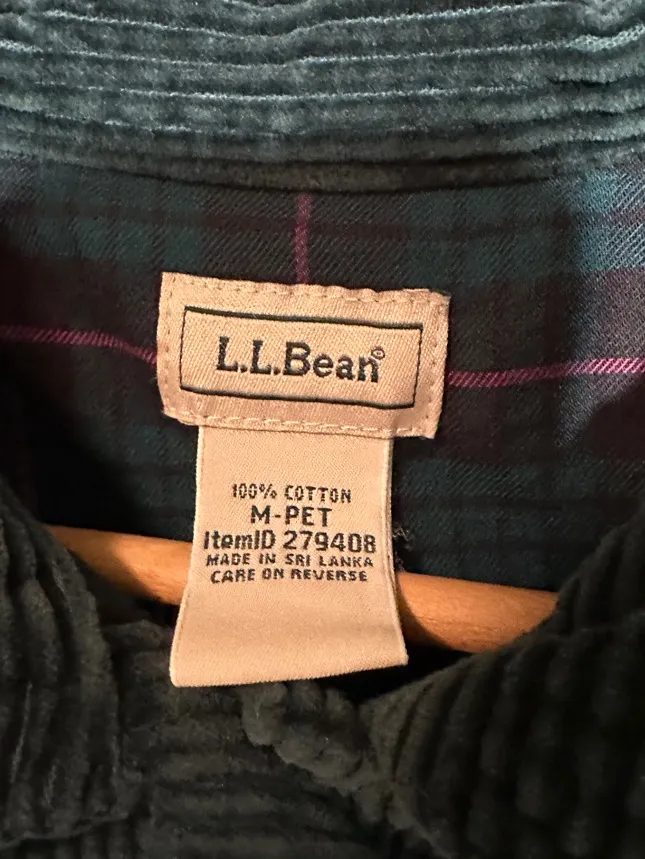 L.L.Bean®
100% COTTON
M-PET
ItemID 279408
MADE IN SRI LANKA
CARE ON REVERSE